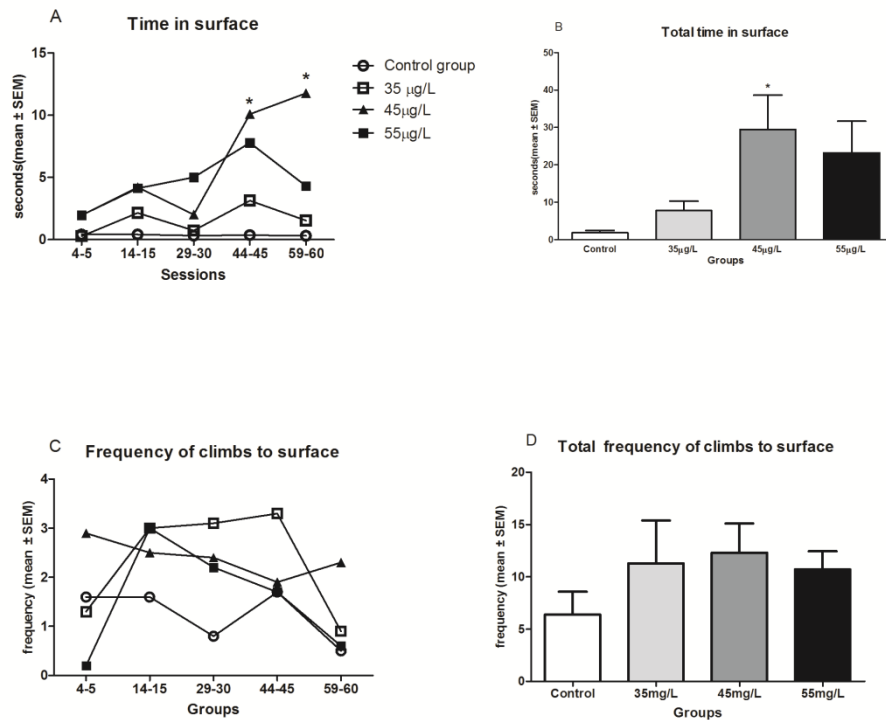 A
Time in surface
15
10
5
0
seconds(mean ± SEM)
* *
4-5 14-15 29-30 44-45 59-60
Sessions
Control group
35 μg/L
45μg/L
55μg/L
B
Total time in surface
50
40
30
20
10
0
seconds(mean ± SEM)
*
Control 35μg/L 45μg/L 55μg/L
Groups
C
Frequency of climbs to surface
4
3
2
1
0
frequency (mean ± SEM)
4-5 14-15 29-30 44-45 59-60
Groups
D
Total frequency of climbs to surface
20
15
10
5
0
frequency (mean ± SEM)
Control 35mg/L 45mg/L 55mg/L
Groups